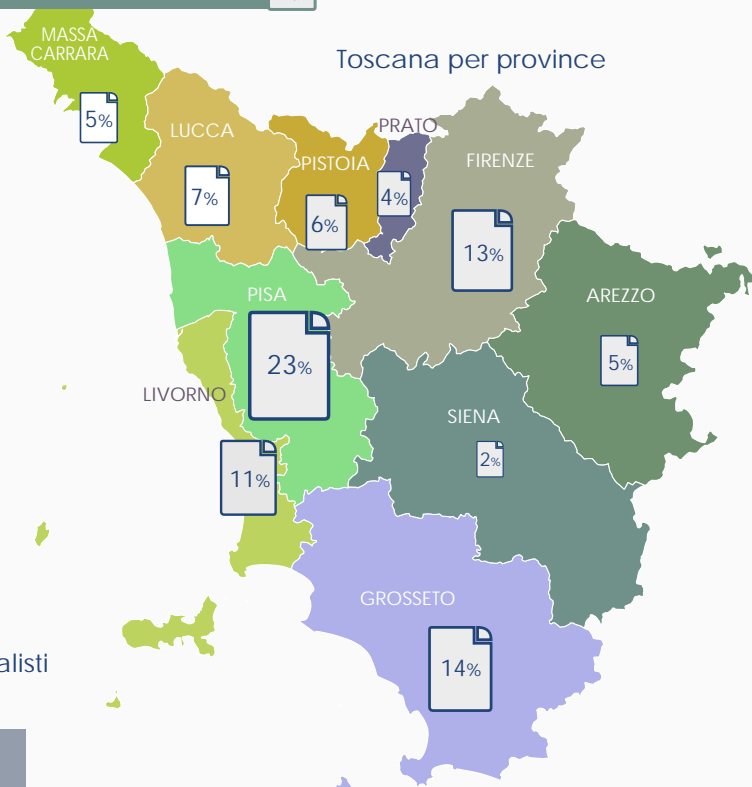 MASSA
CARRARA
5%
Toscana per province
LUCCA
7%
PISTOIA
6%
PRATO
4%
FIRENZE
13%
PISA
23%
AREZZO
5%
LIVORNO
11%
SIENA
2%
GROSSETO
14%